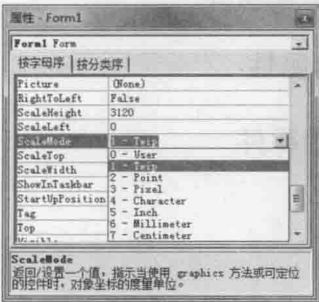 属性 - Form1
Form1 Form
按字母序 按分类序
Picture (None)
RightToLeft False
ScaleHeight 3120
ScaleLeft 0
ScaleMode 1 - Twip
ScaleTop 0 - User
ScaleWidth 1 - Twip
ShowInTaskbar 2 - Point
StartUpPosition 3 - Pixel
Tag 4 - Character
Top 5 - Inch
Visible 6 - Millimeter
7 - Centimeter
ScaleMode
返回/设置一个值，指示当使用 graphics 方法或可定位
的控件时，对象坐标的度量单位。